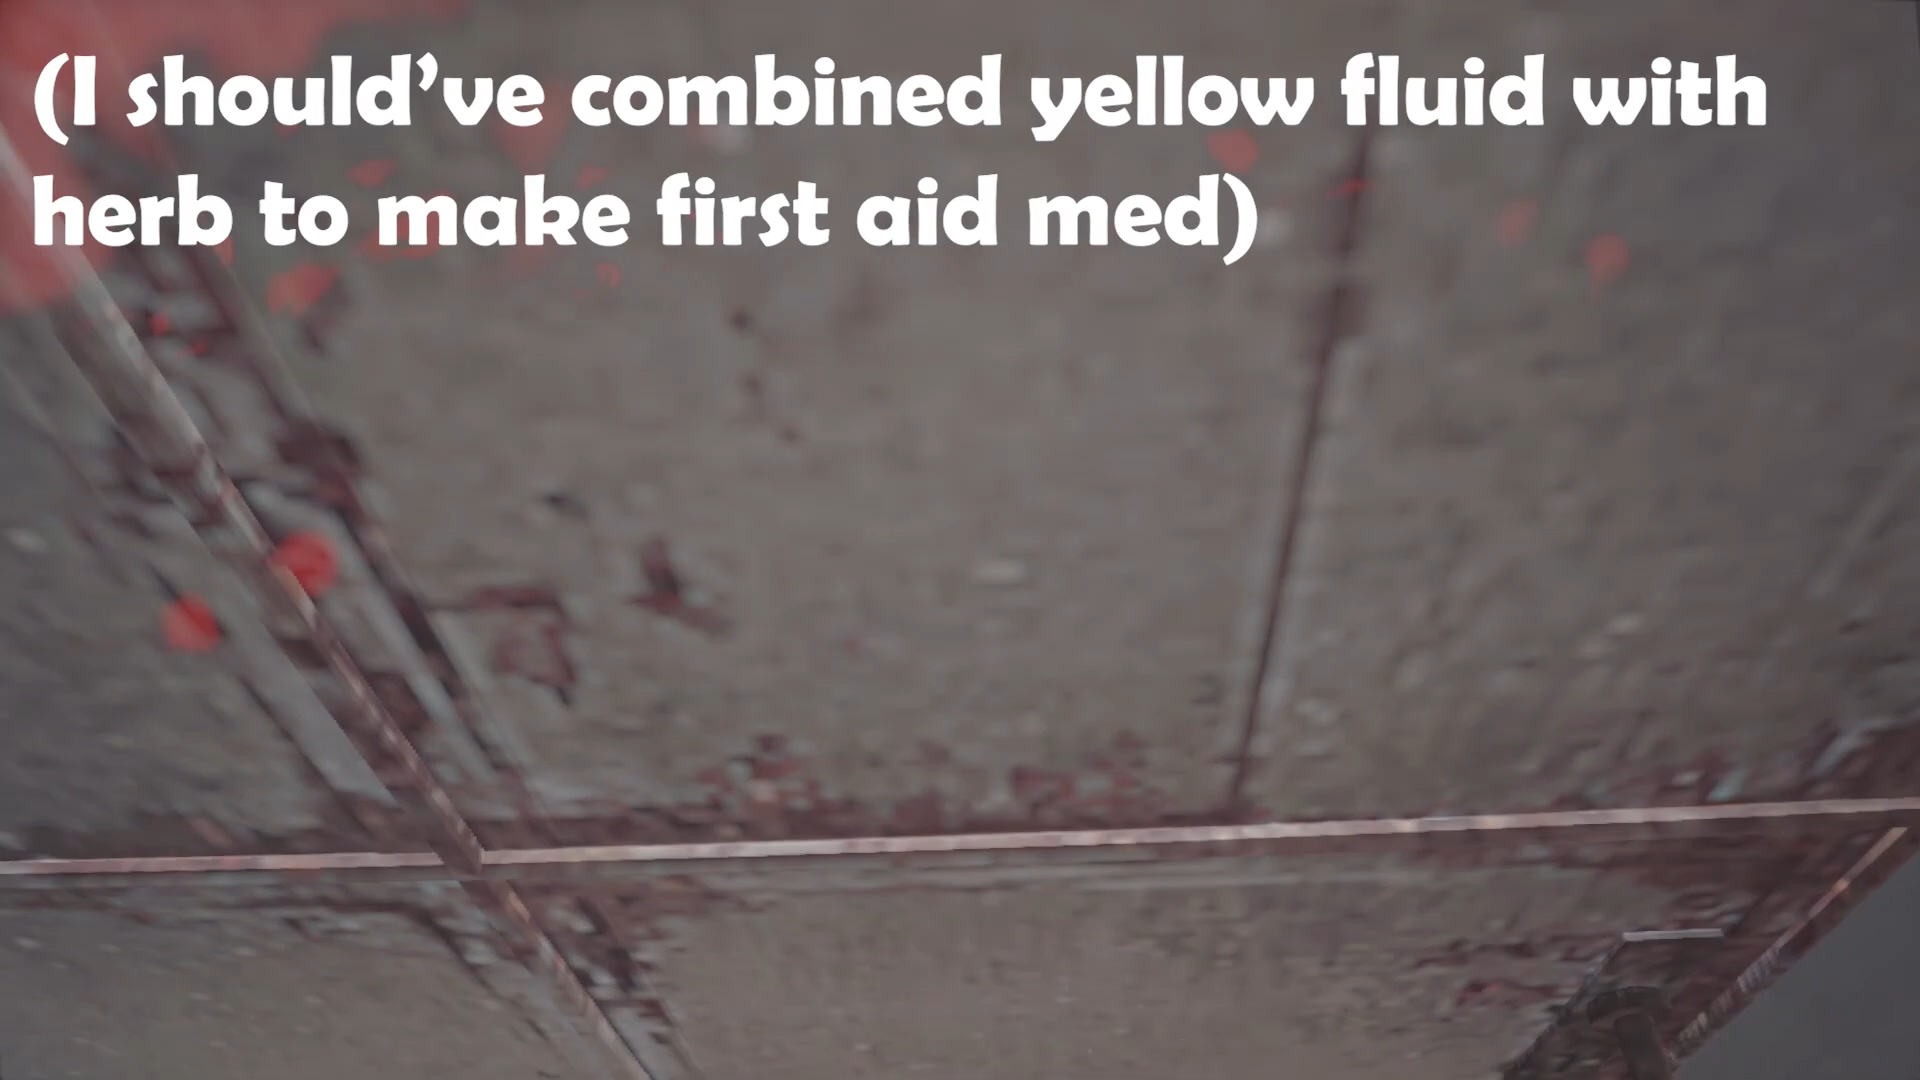 (I should’ve combined yellow fluid with
herb to make first aid med)